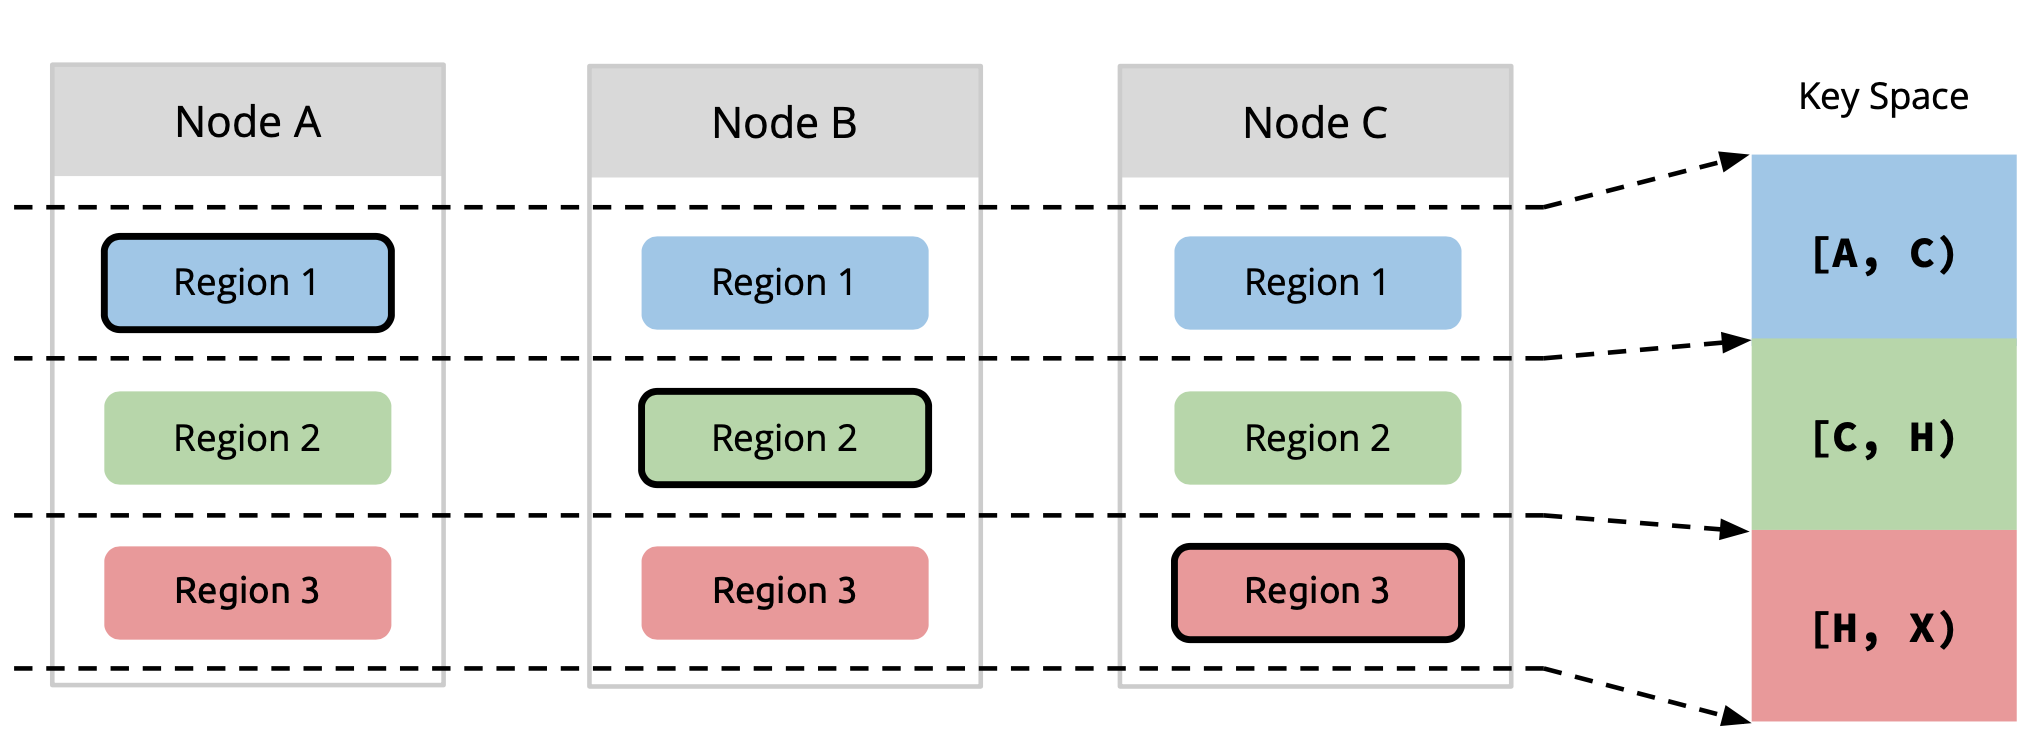 Node A
Node B
Node C
Key Space
Region 1
Region 1
Region 1
[A, C)
Region 2
Region 2
Region 2
[C, H)
Region 3
Region 3
Region 3
[H, X)